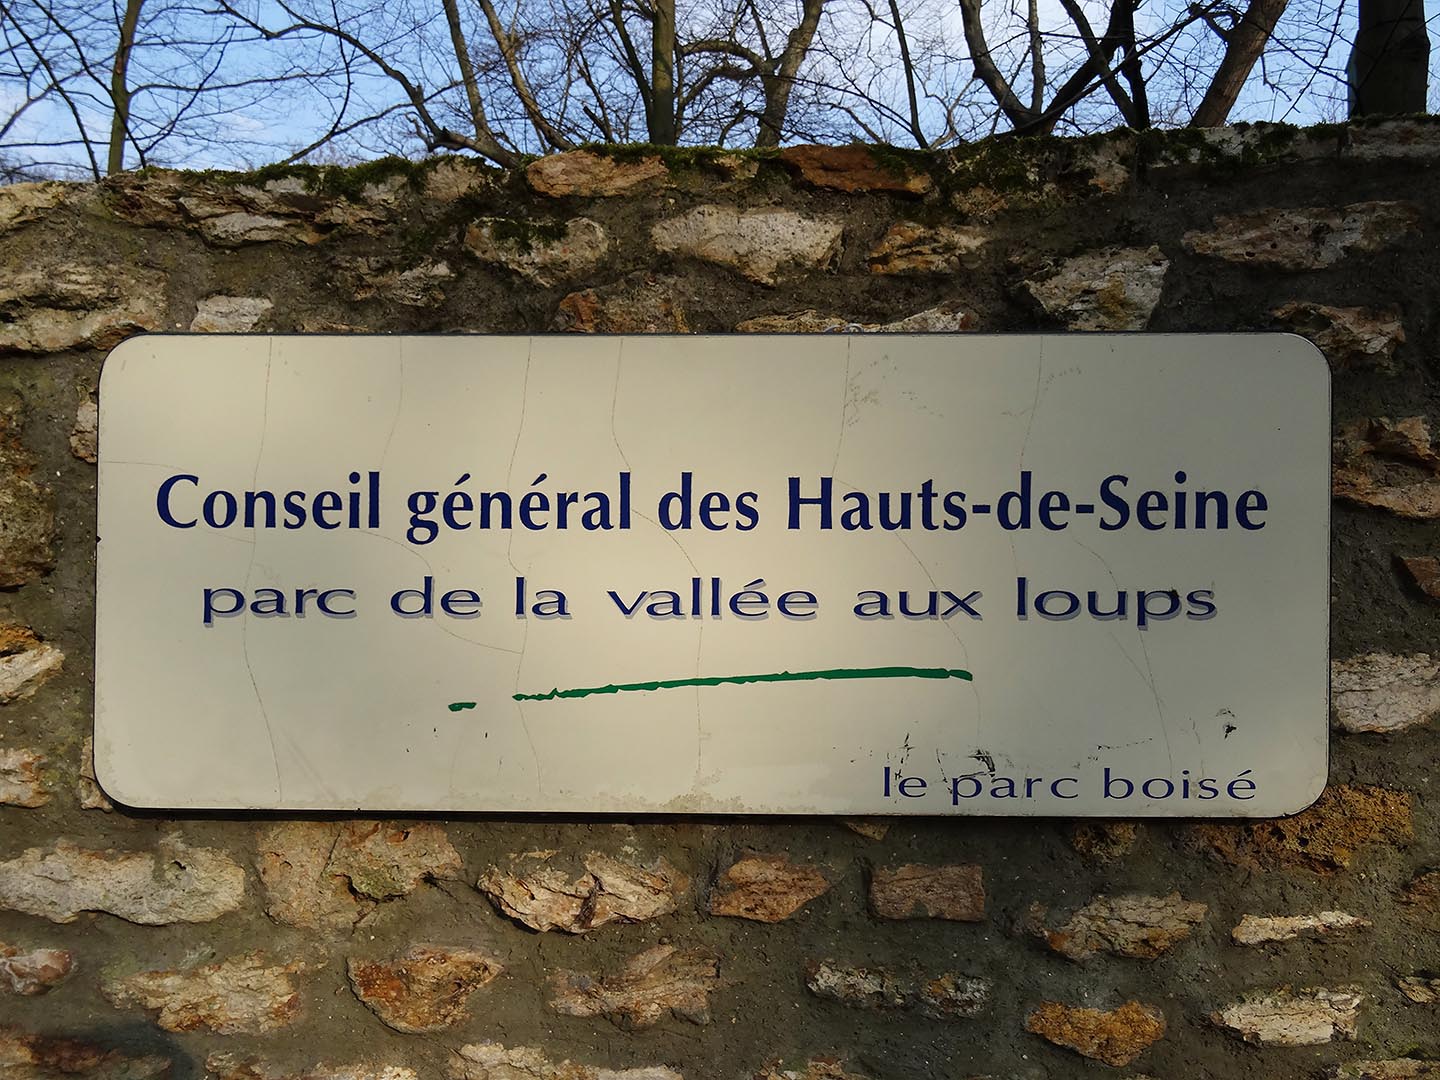 Conseil général des Hauts-de-Seine
parc de la vallée aux loups
le parc boisé